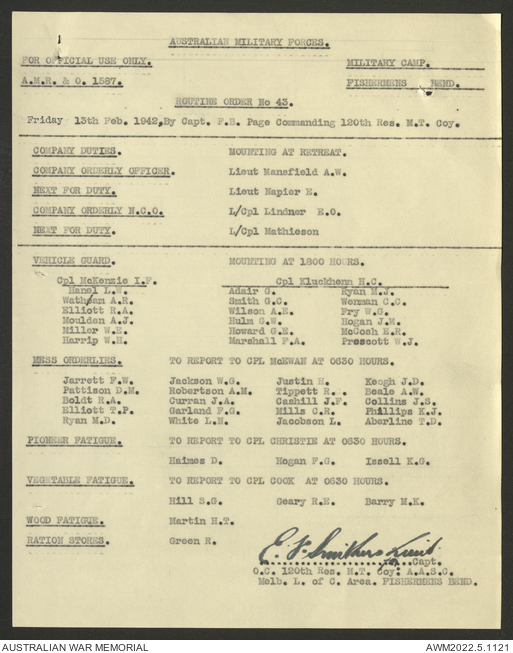 AUSTRALIAN MILITARY FORCES.
FOR OFFICIAL USE ONLY. MILITARY CAMP.
A.M.R. & O. 1587. FISHERMENS BEND.
ROUTINE ORDER No 43.
Friday 13th Feb. 1942, By Capt. F.B. Page Commanding 120th Res. M.T. Coy.
COMPANY DUTIES. MOUNTING AT RETREAT.
COMPANY ORDERLY OFFICER. Lieut Mansfield A.W.
NEXT FOR DUTY. Lieut Napier E.
COMPANY ORDERLY N.C.O. L/Cpl Lindner E.O.
NEXT FOR DUTY. L/Cpl Mathieson
VEHICLE GUARD. MOUNTING AT 1800 HOURS.
Cpl McKenzie I.F. Cpl Kluckhenn H.C.
Hanel L.W. Adair G. Ryan M.J.
Wathsam A.R. Smith G.C. Wenman C.C.
Elliott R.A. Wilson A.E. Fry W.G.
Moulden A.J. Hulm G.W. Hogan J.M.
Miller W.E. Howard G.E. McCosh E.R.
Harrip W.H. Marshall F.A. Prescott W.J.
MESS ORDERLIES. TO REPORT TO CPL McEWAN AT 0630 HOURS.
Jarrett F.W. Jackson W.G. Justin H. Keogh J.D.
Pattison D.M. Robertson A.M. Tippett R. Beale A.W.
Boldt R.A. Curran J.A. Cashill J.F. Collins J.S.
Elliott T.P. Garland F.G. Mills C.R. Phillips K.J.
Ryan M.D. White L.N. Jacobson L. Aberline T.D.
PIONEER FATIGUE. TO REPORT TO CPL CHRISTIE AT 0630 HOURS.
Haimes D. Hogan F.G. Issell K.G.
VEGETABLE FATIGUE. TO REPORT TO CPL COOK AT 0630 HOURS.
Hill S.G. Geary R.E. Barry M.K.
WOOD FATIGUE. Martin H.T.
RATION STORES. Green R.
E. F. Smithers Lieut
for Capt.
O.C. 120th Res. M.T. Coy. A.A.S.C.
Melb. L. of C. Area. FISHERMENS BEND.
AUSTRALIAN WAR MEMORIAL AWM2022.5.1121